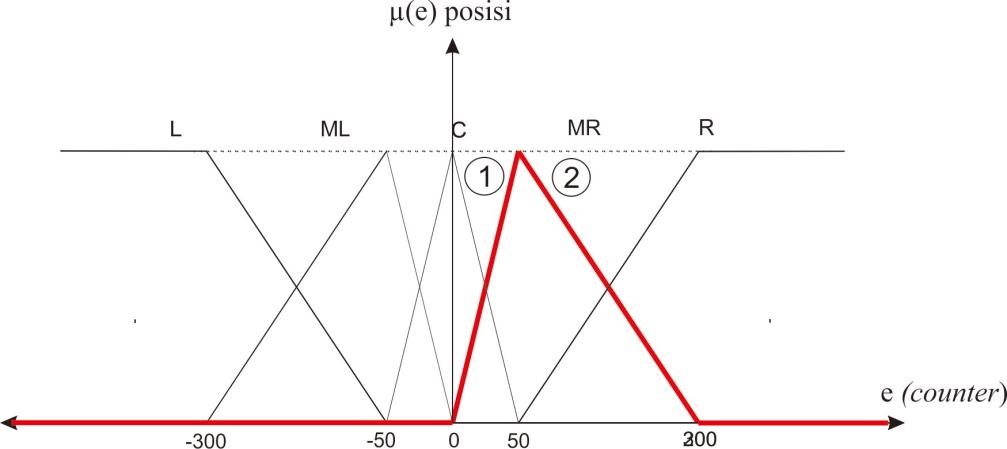 µ(e) posisi
L ML C MR R
1 2
e (counter)
-300 -50 0 50